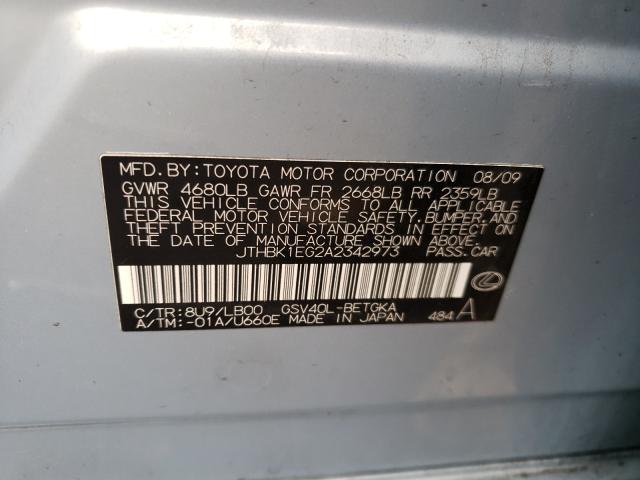 MFD.BY:TOYOTA MOTOR CORPORATION 08/09
GVWR 4680LB GAWR FR 2668LB RR 2359LB
THIS VEHICLE CONFORMS TO ALL APPLICABLE
FEDERAL MOTOR VEHICLE SAFETY,BUMPER,AND
THEFT PREVENTION STANDARDS IN EFFECT ON
THE DATE OF MANUFACTURE SHOWN ABOVE.
JTHBK1EG2A2342973 PASS.CAR
C/TR:8U9/LB00 GSV40L-BETGKA
A/TM:-01A/U660E MADE IN JAPAN 484 A